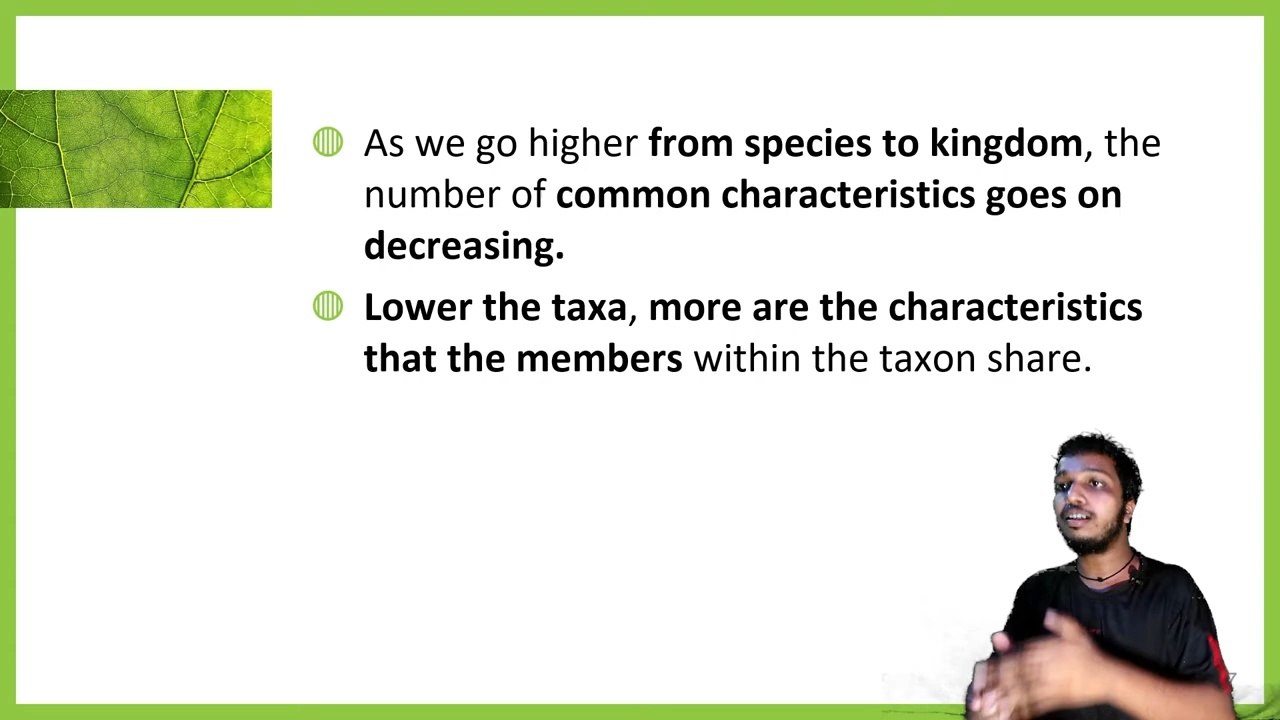 As we go higher from species to kingdom, the
number of common characteristics goes on
decreasing.
Lower the taxa, more are the characteristics
that the members within the taxon share.